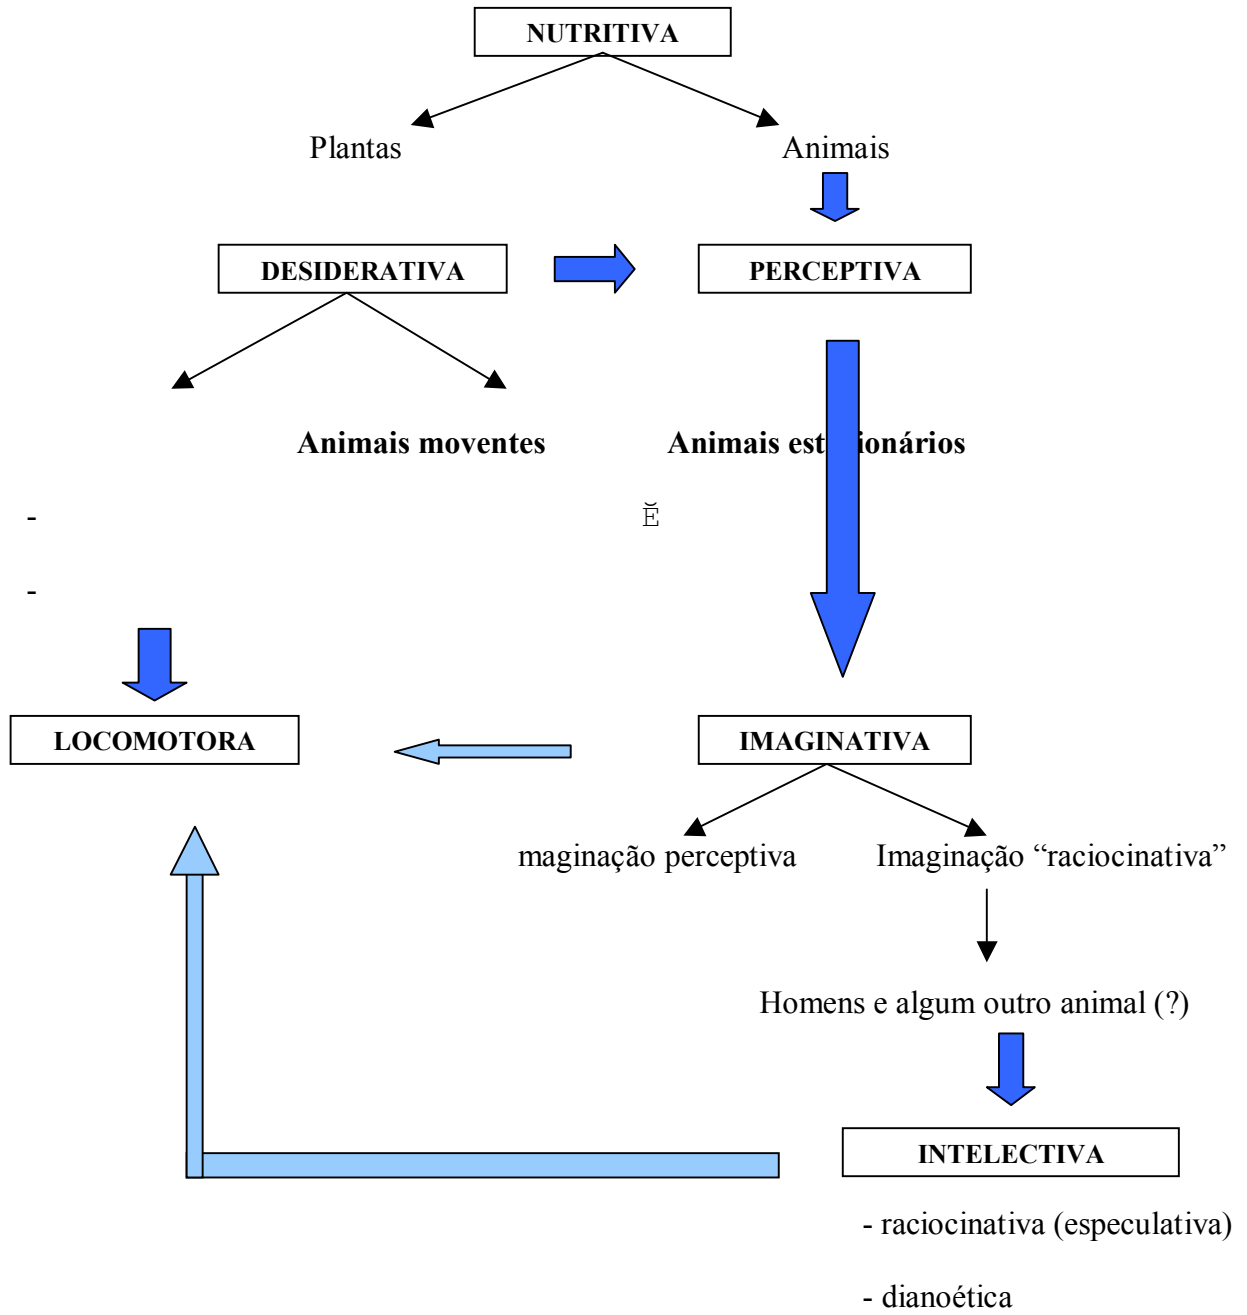 NUTRITIVA
Plantas Animais
DESIDERATIVA PERCEPTIVA
Animais moventes Animais est ionários
- Ĕ
-
LOCOMOTORA IMAGINATIVA
maginação perceptiva Imaginação “raciocinativa”
Homens e algum outro animal (?)
INTELECTIVA
- raciocinativa (especulativa)
- dianoética